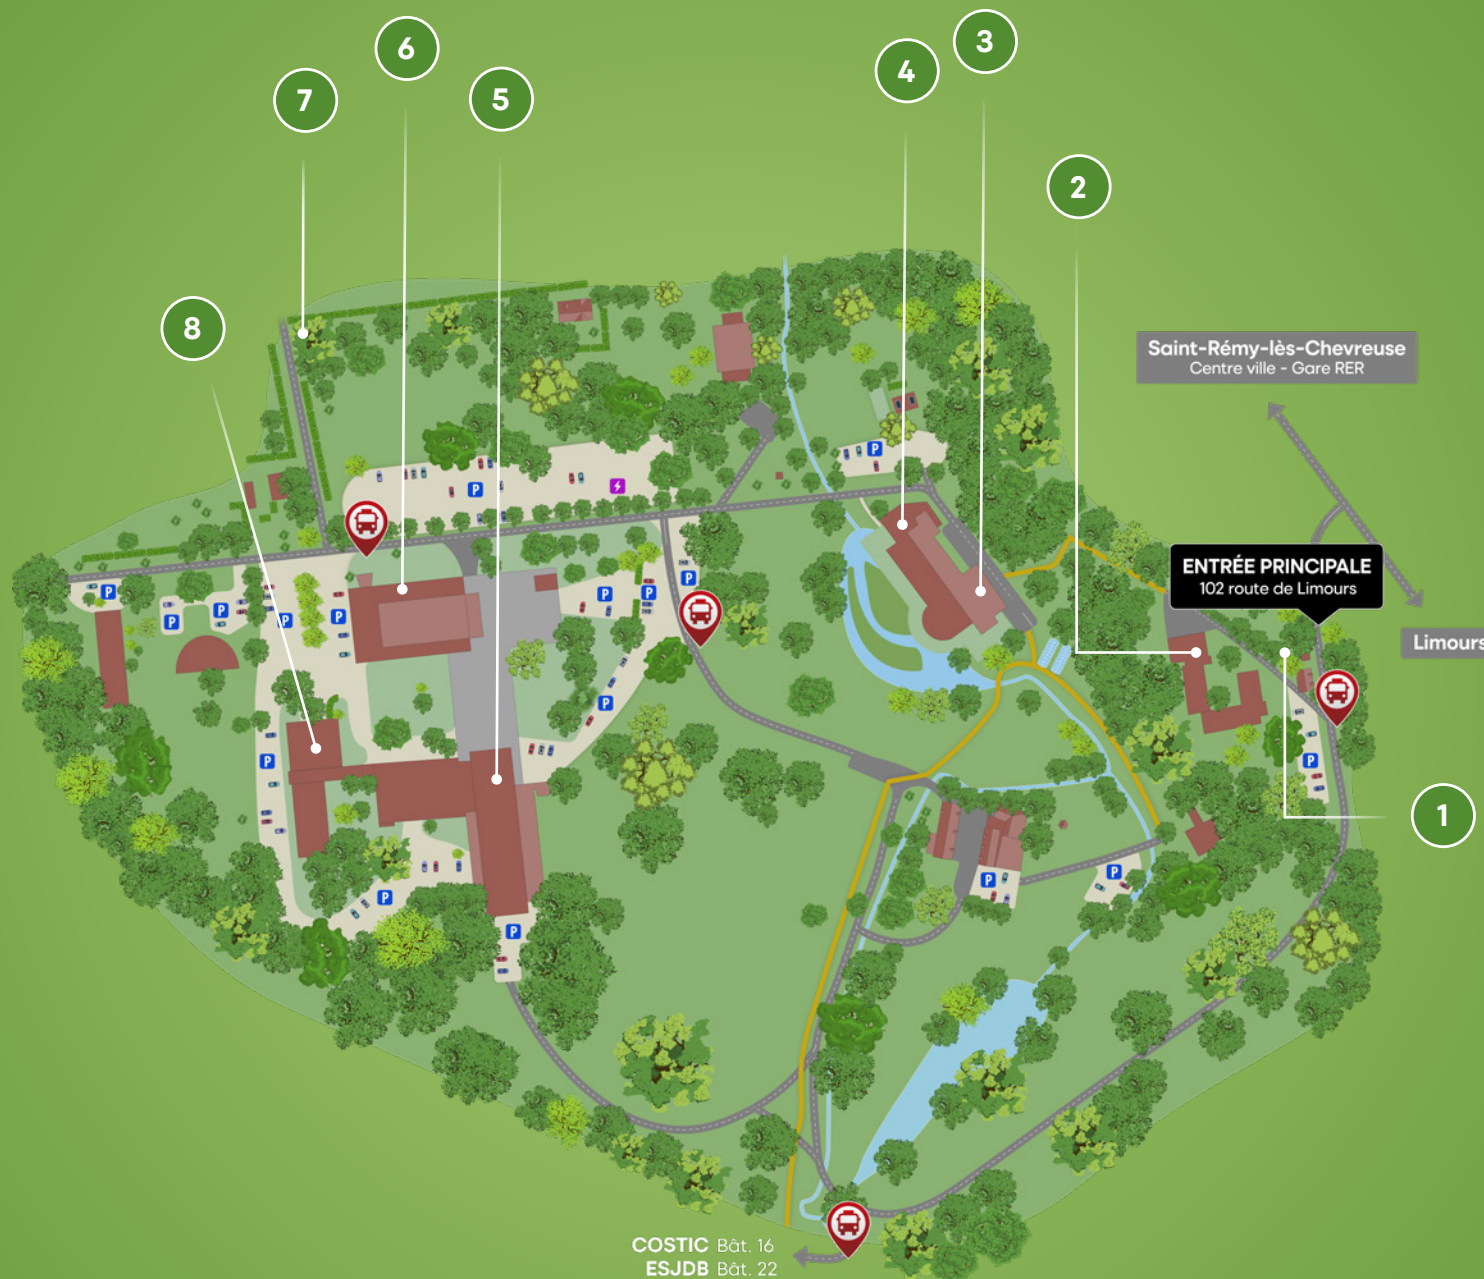 6
3
4
7
5
2
8
Saint-Rémy-lès-Chevreuse
Centre ville - Gare RER
P
P
ENTRÉE PRINCIPALE
102 route de Limours
P
P
P
P
P
P
P
P
Limours
P
P
P
1
P
P
P
P
COSTIC Bât. 16
ESJDB Bât. 22